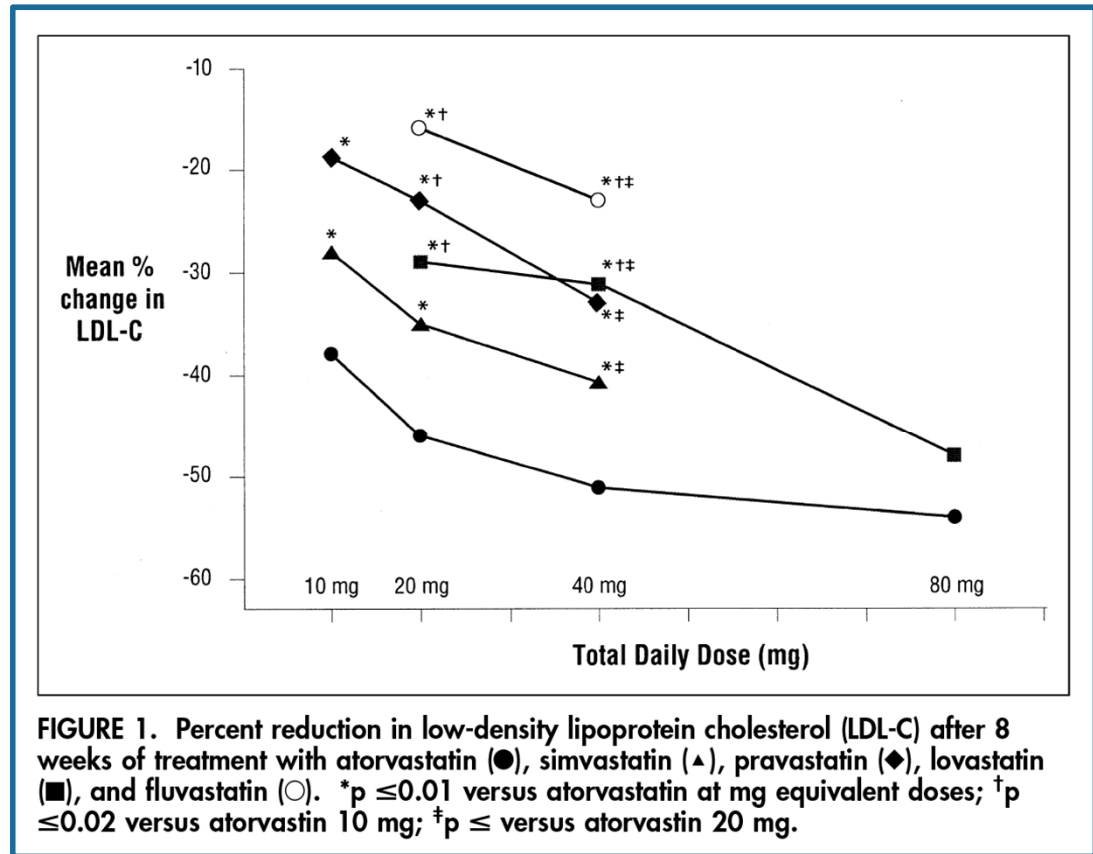 -10
*†
*
-20
*†
*†‡
*
*†
Mean %
change in
LDL-C
-30
*†‡
*
*‡
-40
*‡
-50
-60
10 mg 20 mg 40 mg 80 mg
Total Daily Dose (mg)
FIGURE 1. Percent reduction in low-density lipoprotein cholesterol (LDL-C) after 8
weeks of treatment with atorvastatin (●), simvastatin (▲), pravastatin (◆), lovastatin
(■), and fluvastatin (○). *p ≤0.01 versus atorvastatin at mg equivalent doses; †p
≤0.02 versus atorvastin 10 mg; ‡p ≤ versus atorvastin 20 mg.